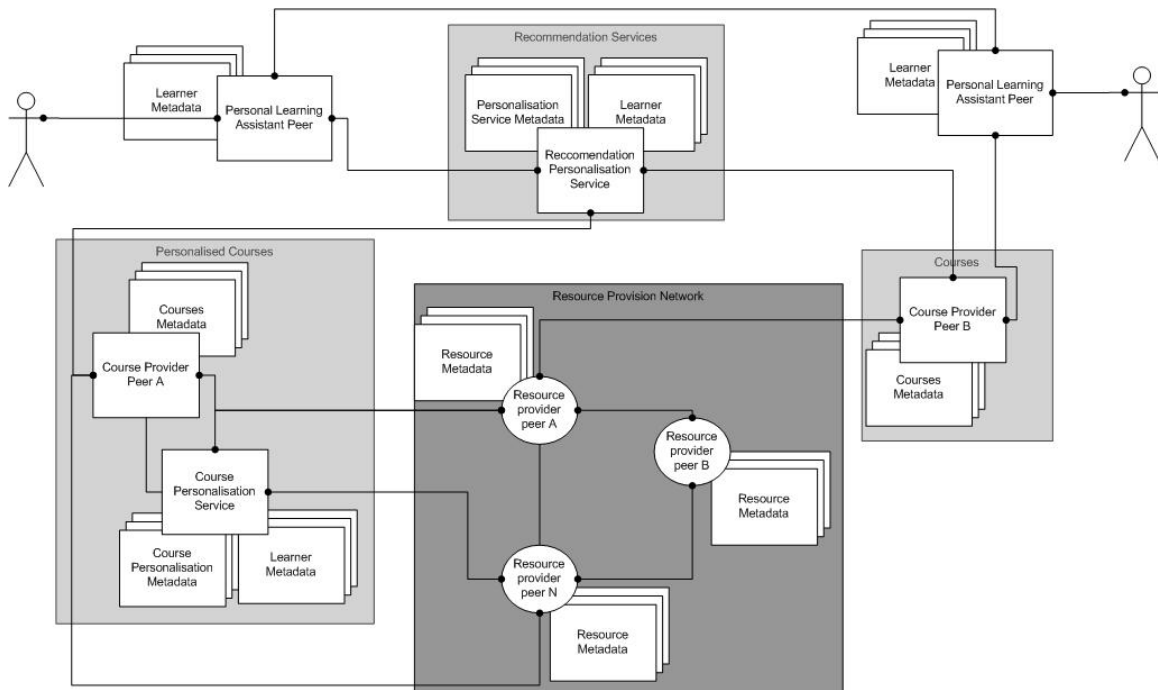 Recommendation Services
Learner
Metadata
Personal Learning
Assistant Peer
Personalisation
Service Metadata
Learner
Metadata
Reccomendation
Personalisation
Service
Learner
Metadata
Personal Learning
Assistant Peer
Personalised Courses
Courses
Metadata
Course Provider
Peer A
Course
Personalisation
Service
Course
Personalisation
Metadata
Learner
Metadata
Resource Provision Network
Resource
Metadata
Resource
provider
peer A
Resource
provider
peer B
Resource
Metadata
Resource
provider
peer N
Resource
Metadata
Courses
Course Provider
Peer B
Courses
Metadata